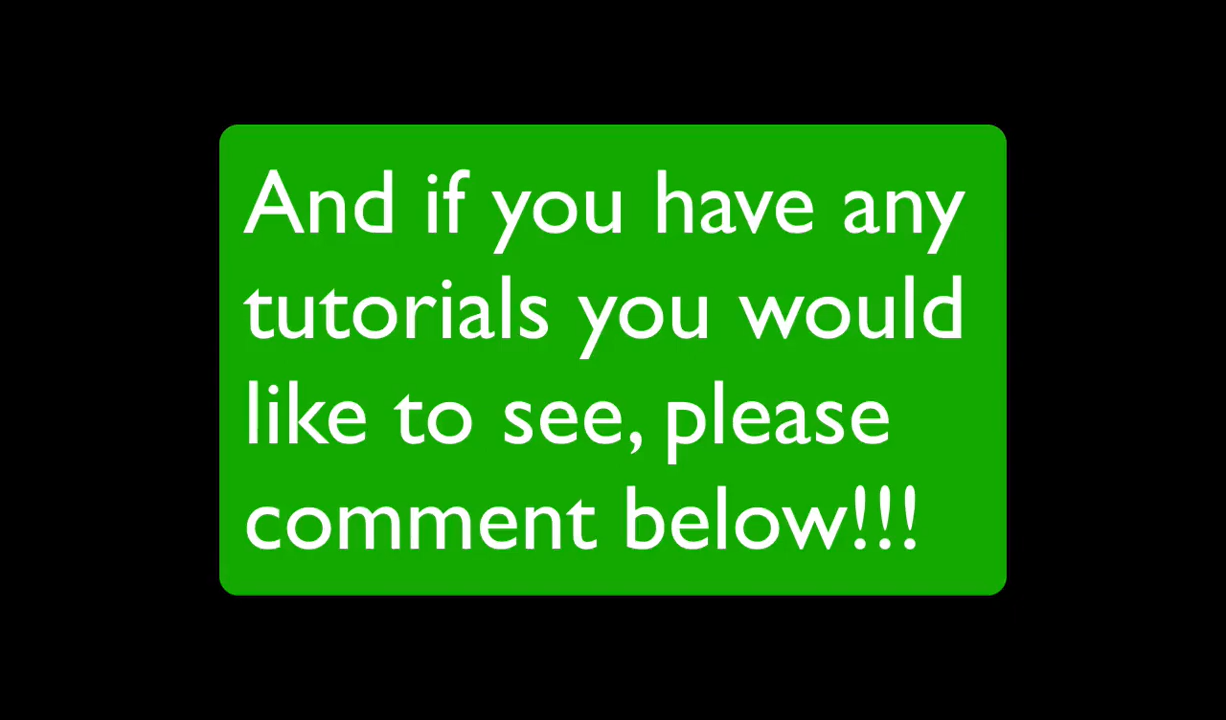 And if you have any
tutorials you would
like to see, please
comment below!!!